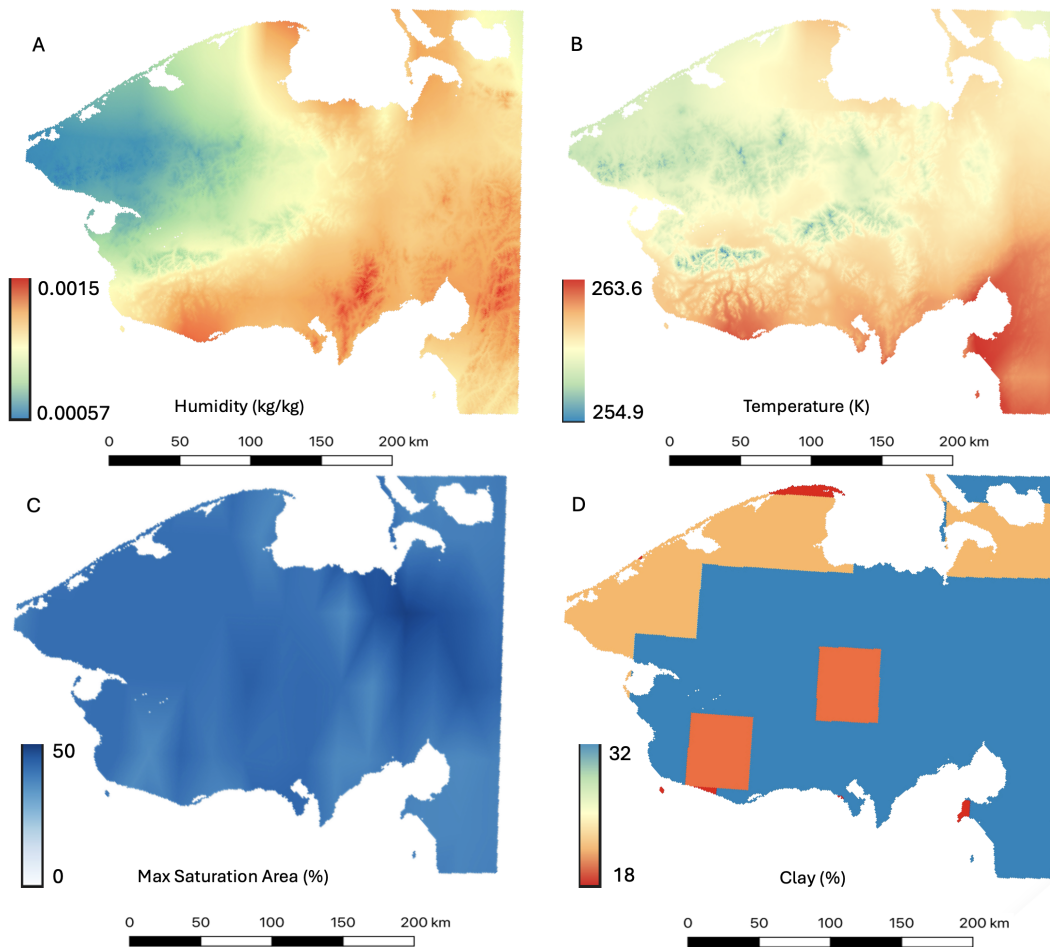 A
B
0.0015
0.00057
Humidity (kg/kg)
263.6
254.9
Temperature (K)
0 50 100 150 200 km
0 50 100 150 200 km
C
D
50
0
Max Saturation Area (%)
32
18
Clay (%)
0 50 100 150 200 km
0 50 100 150 200 km